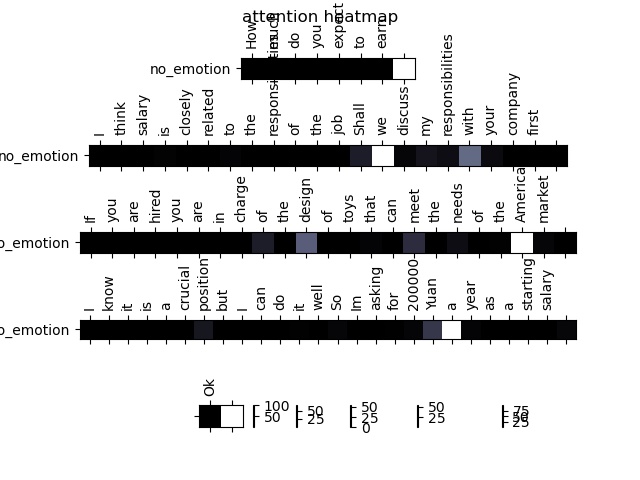 attention heatmap
How much do you expect to earn
no_emotion
I think salary is closely related to the responsibilities of the job Shall we discuss my responsibilities with your company first
no_emotion
If you are hired you are in charge of the design of toys that can meet the needs of the America market
o_emotion
I know it is a crucial position but I can do it well So Im asking for 200000 Yuan a year as a starting salary
o_emotion
Ok
100 50
50 25
50 25 0
50 25
75 50 25